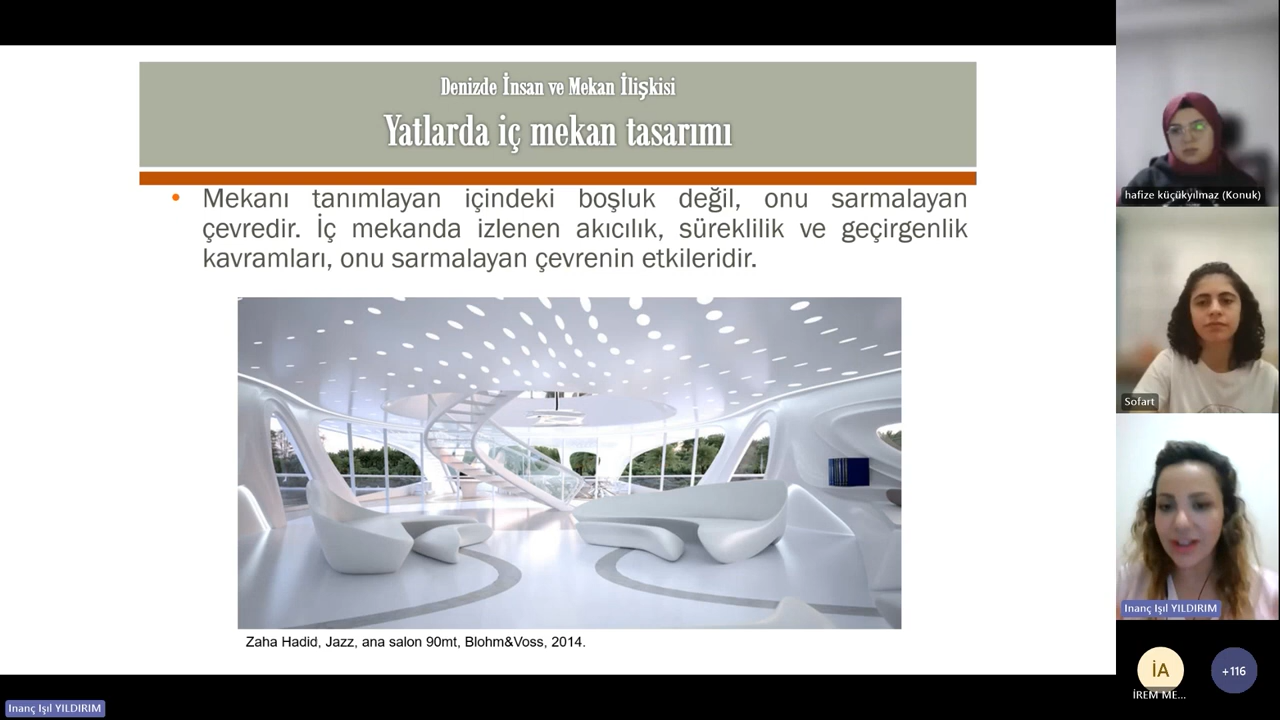 Denizde İnsan ve Mekan İlişkisi
Yatlarda iç mekan tasarımı
• Mekanı tanımlayan içindeki boşluk değil, onu sarmalayan
çevredir. İç mekanda izlenen akıcılık, süreklilik ve geçirgenlik
kavramları, onu sarmalayan çevrenin etkileridir.
Zaha Hadid, Jazz, ana salon 90mt, Blohm&Voss, 2014.
hafize küçükyılmaz (Konuk)
Sofart
Inanç Işıl YILDIRIM
İA
+116
İREM ME...
Inanç Işıl YILDIRIM